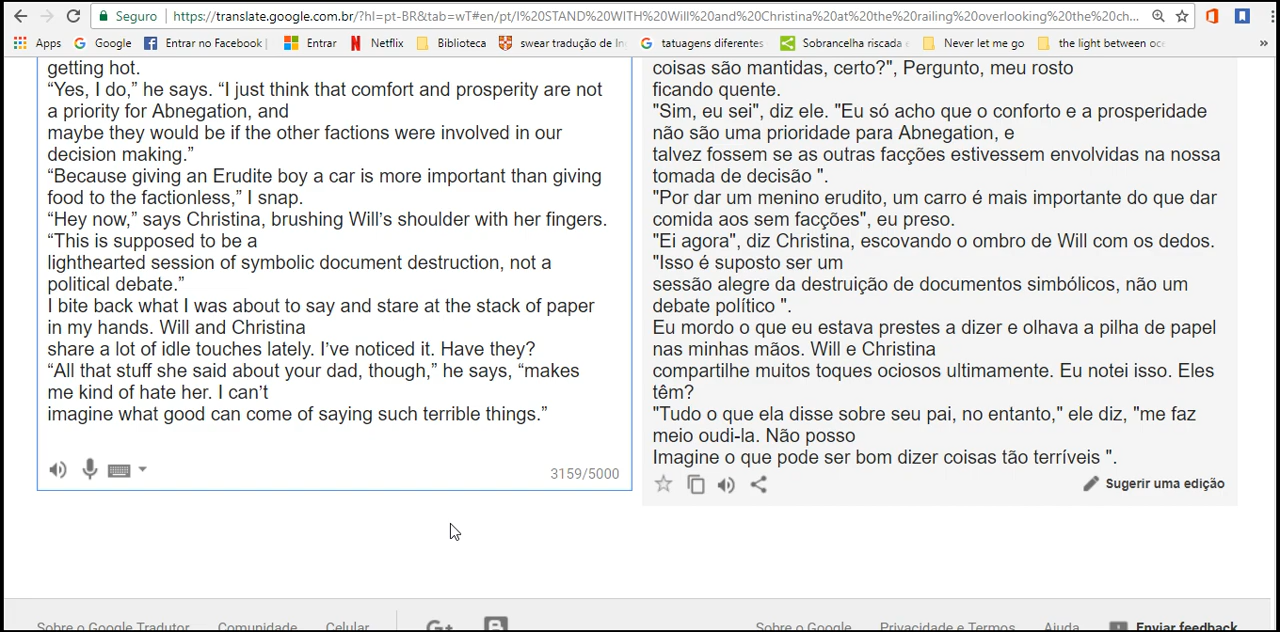 Seguro
https://translate.google.com.br/?hl=pt-BR&tab=wT#en/pt/I%20STAND%20WITH%20Will%20and%20Christina%20at%20the%20railing%20overlooking%20the%20ch...
Apps Google Entrar no Facebook | Entrar Netflix Biblioteca swear tradução de In tatuagens diferentes Sobrancelha riscada Never let me go the light between oce »
getting hot.
“Yes, I do,” he says. “I just think that comfort and prosperity are not
a priority for Abnegation, and
maybe they would be if the other factions were involved in our
decision making.”
“Because giving an Erudite boy a car is more important than giving
food to the factionless,” I snap.
“Hey now,” says Christina, brushing Will’s shoulder with her fingers.
“This is supposed to be a
lighthearted session of symbolic document destruction, not a
political debate.”
I bite back what I was about to say and stare at the stack of paper
in my hands. Will and Christina
share a lot of idle touches lately. I’ve noticed it. Have they?
“All that stuff she said about your dad, though,” he says, “makes
me kind of hate her. I can’t
imagine what good can come of saying such terrible things.”
3159/5000
coisas são mantidas, certo?", Pergunto, meu rosto
ficando quente.
"Sim, eu sei", diz ele. "Eu só acho que o conforto e a prosperidade
não são uma prioridade para Abnegation, e
talvez fossem se as outras facções estivessem envolvidas na nossa
tomada de decisão ".
"Por dar um menino erudito, um carro é mais importante do que dar
comida aos sem facções", eu preso.
"Ei agora", diz Christina, escovando o ombro de Will com os dedos.
"Isso é suposto ser um
sessão alegre da destruição de documentos simbólicos, não um
debate político ".
Eu mordo o que eu estava prestes a dizer e olhava a pilha de papel
nas minhas mãos. Will e Christina
compartilhe muitos toques ociosos ultimamente. Eu notei isso. Eles
têm?
"Tudo o que ela disse sobre seu pai, no entanto," ele diz, "me faz
meio oudi-la. Não posso
Imagine o que pode ser bom dizer coisas tão terríveis ".
Sugerir uma edição
Sobre o Google Tradutor Comunidade Celular G+ Sobre o Google Privacidade e Termos Ajuda Enviar feedback